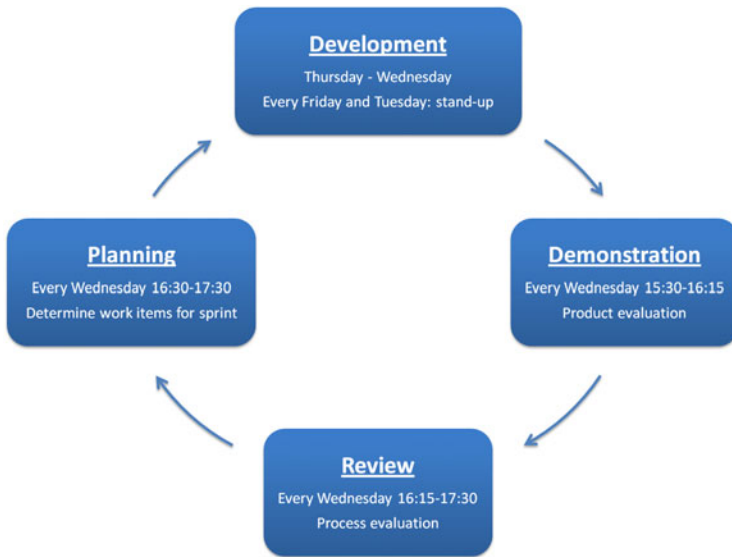 Development
Thursday - Wednesday
Every Friday and Tuesday: stand-up
Planning
Every Wednesday 16:30-17:30
Determine work items for sprint
Demonstration
Every Wednesday 15:30-16:15
Product evaluation
Review
Every Wednesday 16:15-17:30
Process evaluation